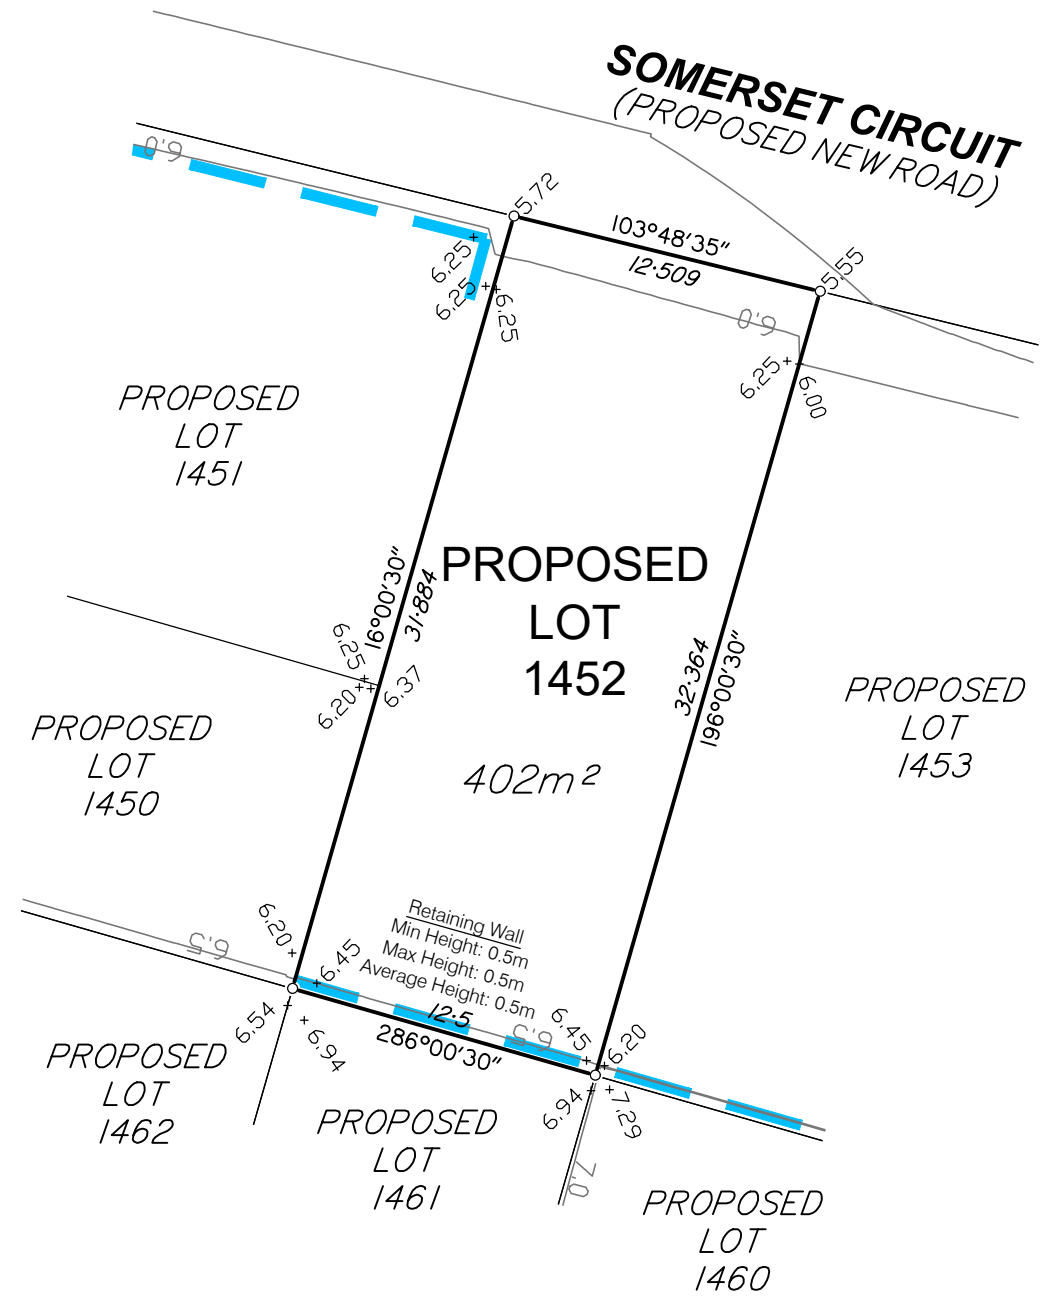 SOMERSET CIRCUIT
(PROPOSED NEW ROAD)
6.0
5.72
103°48'35"
12·509
5.55
6.25
6.25
6.25
6.0
6.25
6.00
PROPOSED
LOT
1451
16°00'30"
31·884
PROPOSED
LOT
1452
402m²
32·364
196°00'30"
6.25
6.20
6.37
PROPOSED
LOT
1453
PROPOSED
LOT
1450
6.5
6.20
6.45
Retaining Wall
Min Height: 0.5m
Max Height: 0.5m
Average Height: 0.5m
12·5
286°00'30"
6.5
6.45
6.20
6.54
6.94
6.94
7.29
PROPOSED
LOT
1462
PROPOSED
LOT
1461
7.0
PROPOSED
LOT
1460